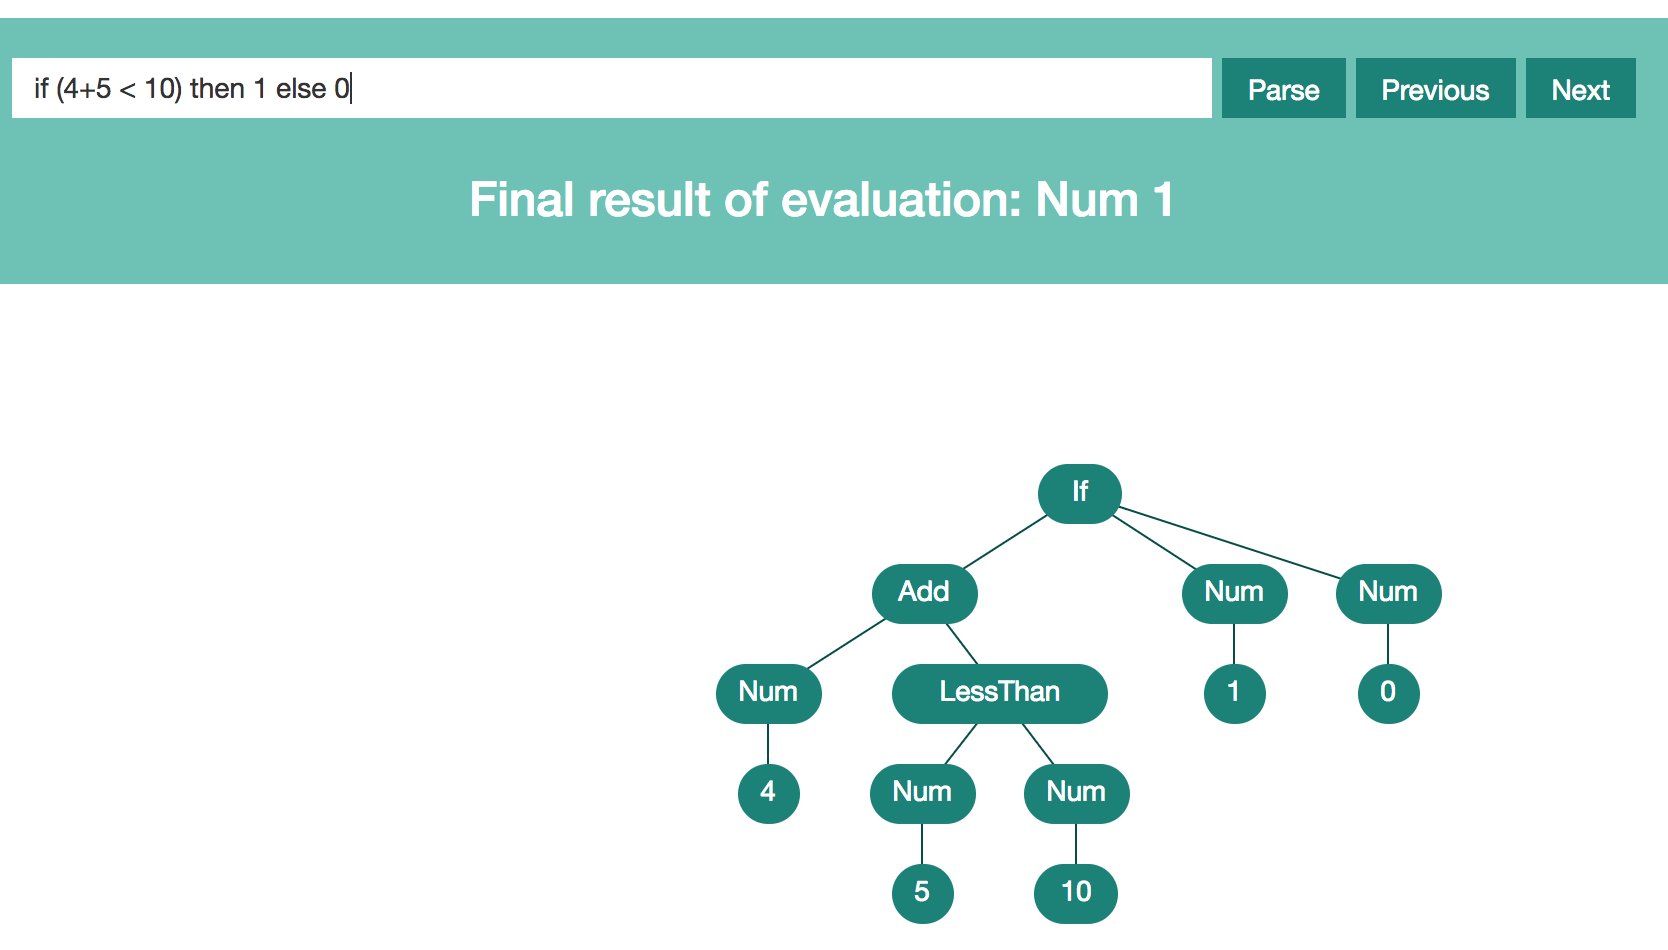 if (4+5 < 10) then 1 else 0
Parse
Previous
Next
Final result of evaluation: Num 1
If
Add
Num
Num
Num
LessThan
1
0
4
Num
Num
5
10